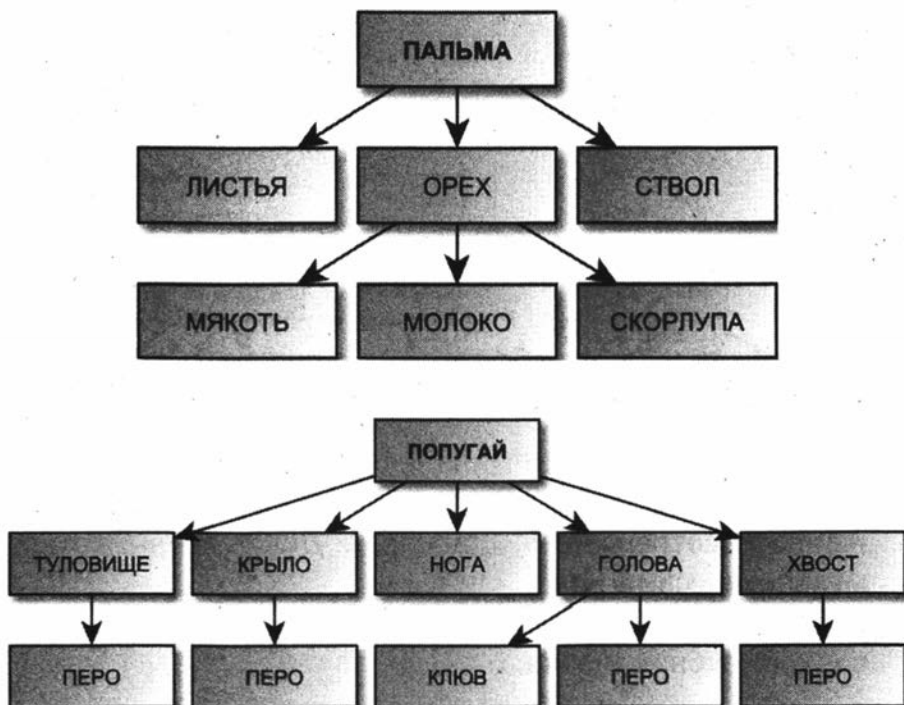 ПАЛЬМА
ЛИСТЬЯ ОРЕХ СТВОЛ
МЯКОТЬ МОЛОКО СКОРЛУПА
ПОПУГАЙ
ТУЛОВИЩЕ КРЫЛО НОГА ГОЛОВА ХВОСТ
ПЕРО ПЕРО КЛЮВ ПЕРО ПЕРО